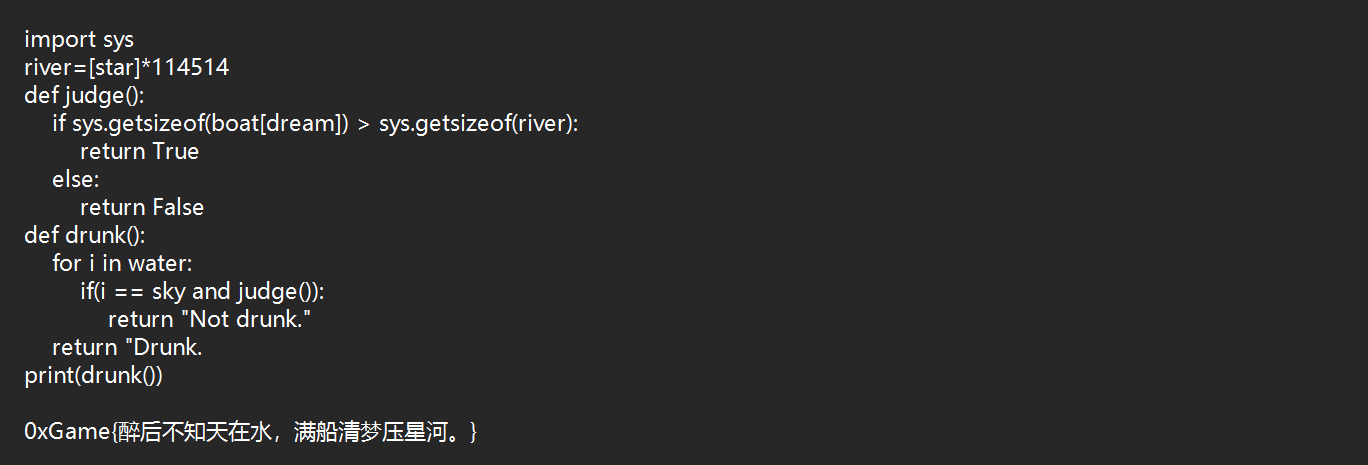 import sys
river=[star]*114514
def judge():
    if sys.getsizeof(boat[dream]) > sys.getsizeof(river):
        return True
    else:
        return False
def drunk():
    for i in water:
        if(i == sky and judge()):
            return "Not drunk."
    return "Drunk.
print(drunk())

0xGame{醉后不知天在水，满船清梦压星河。}